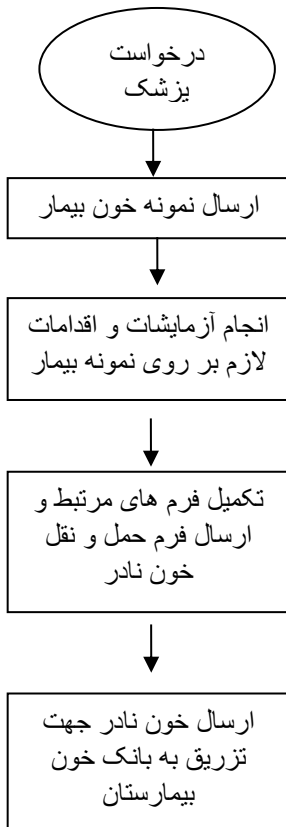 درخواست
پزشک
ارسال نمونه خون بیمار
انجام آزمایشات و اقدامات
لازم بر روی نمونه بیمار
تکمیل فرم های مرتبط و
ارسال فرم حمل و نقل
خون نادر
ارسال خون نادر جهت
تزریق به بانک خون
بیمارستان